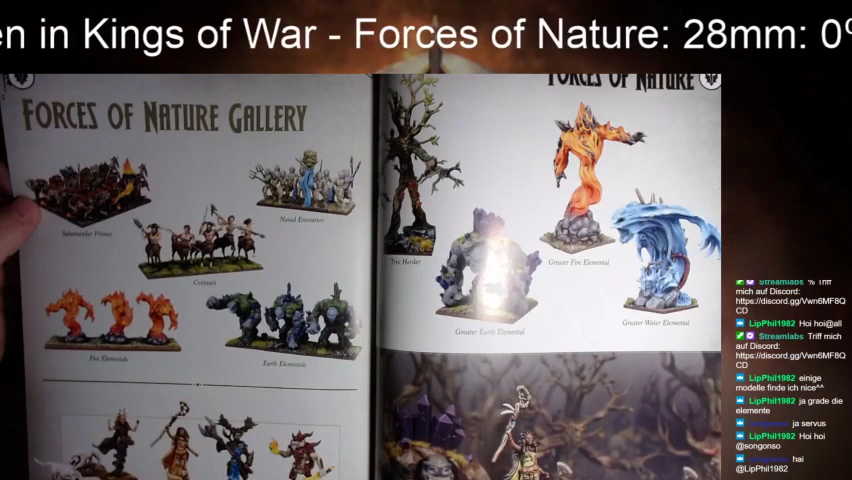 en in Kings of War - Forces of Nature: 28mm: 0
FORCES OF NATURE GALLERY
Salamander Primes
Naiad Ensnarers
Centaurs
Fire Elementals
Earth Elementals
FORCES OF NATURE
Tree Herder
Greater Fire Elemental
Greater Earth Elemental
Greater Water Elemental
Streamlabs % Triff
mich auf Discord:
https://discord.gg/Vwn6MF8Q
CD
LipPhil1982 Hoi hoi@all
Streamlabs Triff mich
auf Discord:
https://discord.gg/Vwn6MF8Q
CD
LipPhil1982 einige
modelle finde ich nice^^
LipPhil1982 ja grade die
elemente
ja servus
LipPhil1982 Hoi hoi
@songonso
hai
@LipPhil1982